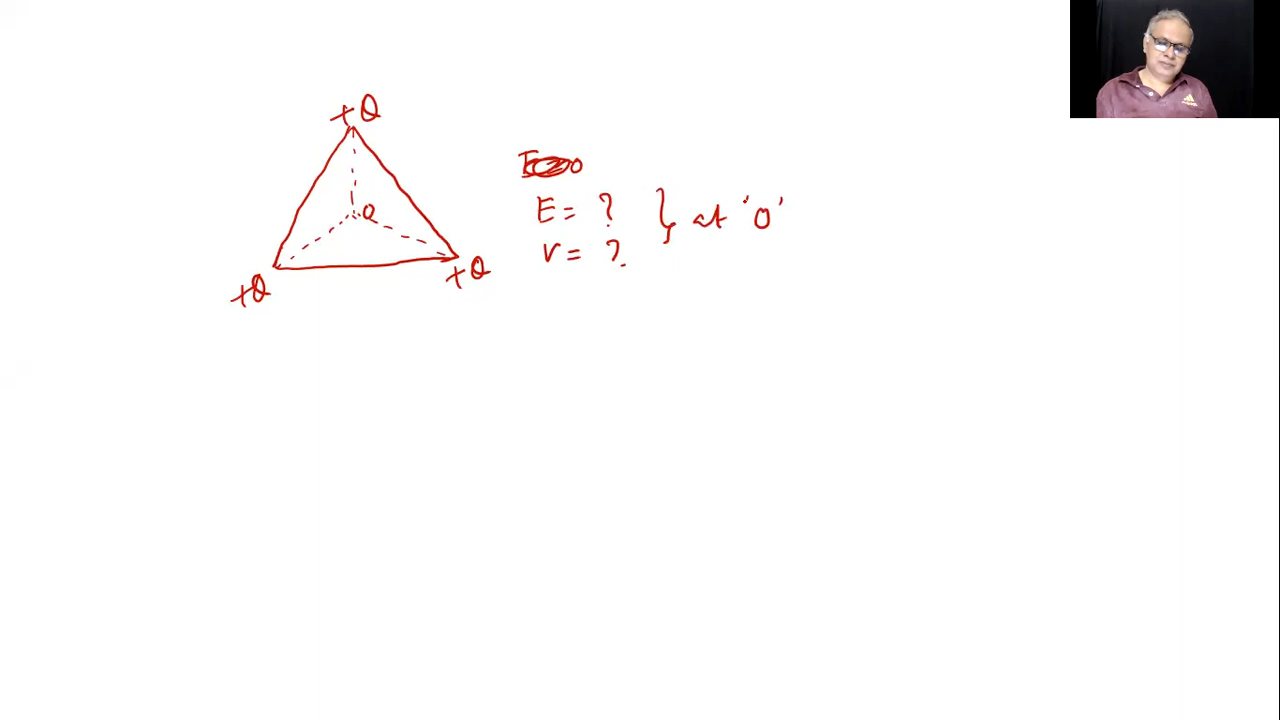 +Q
O
+Q
+Q
E = ?
V = ?
} at 'O'